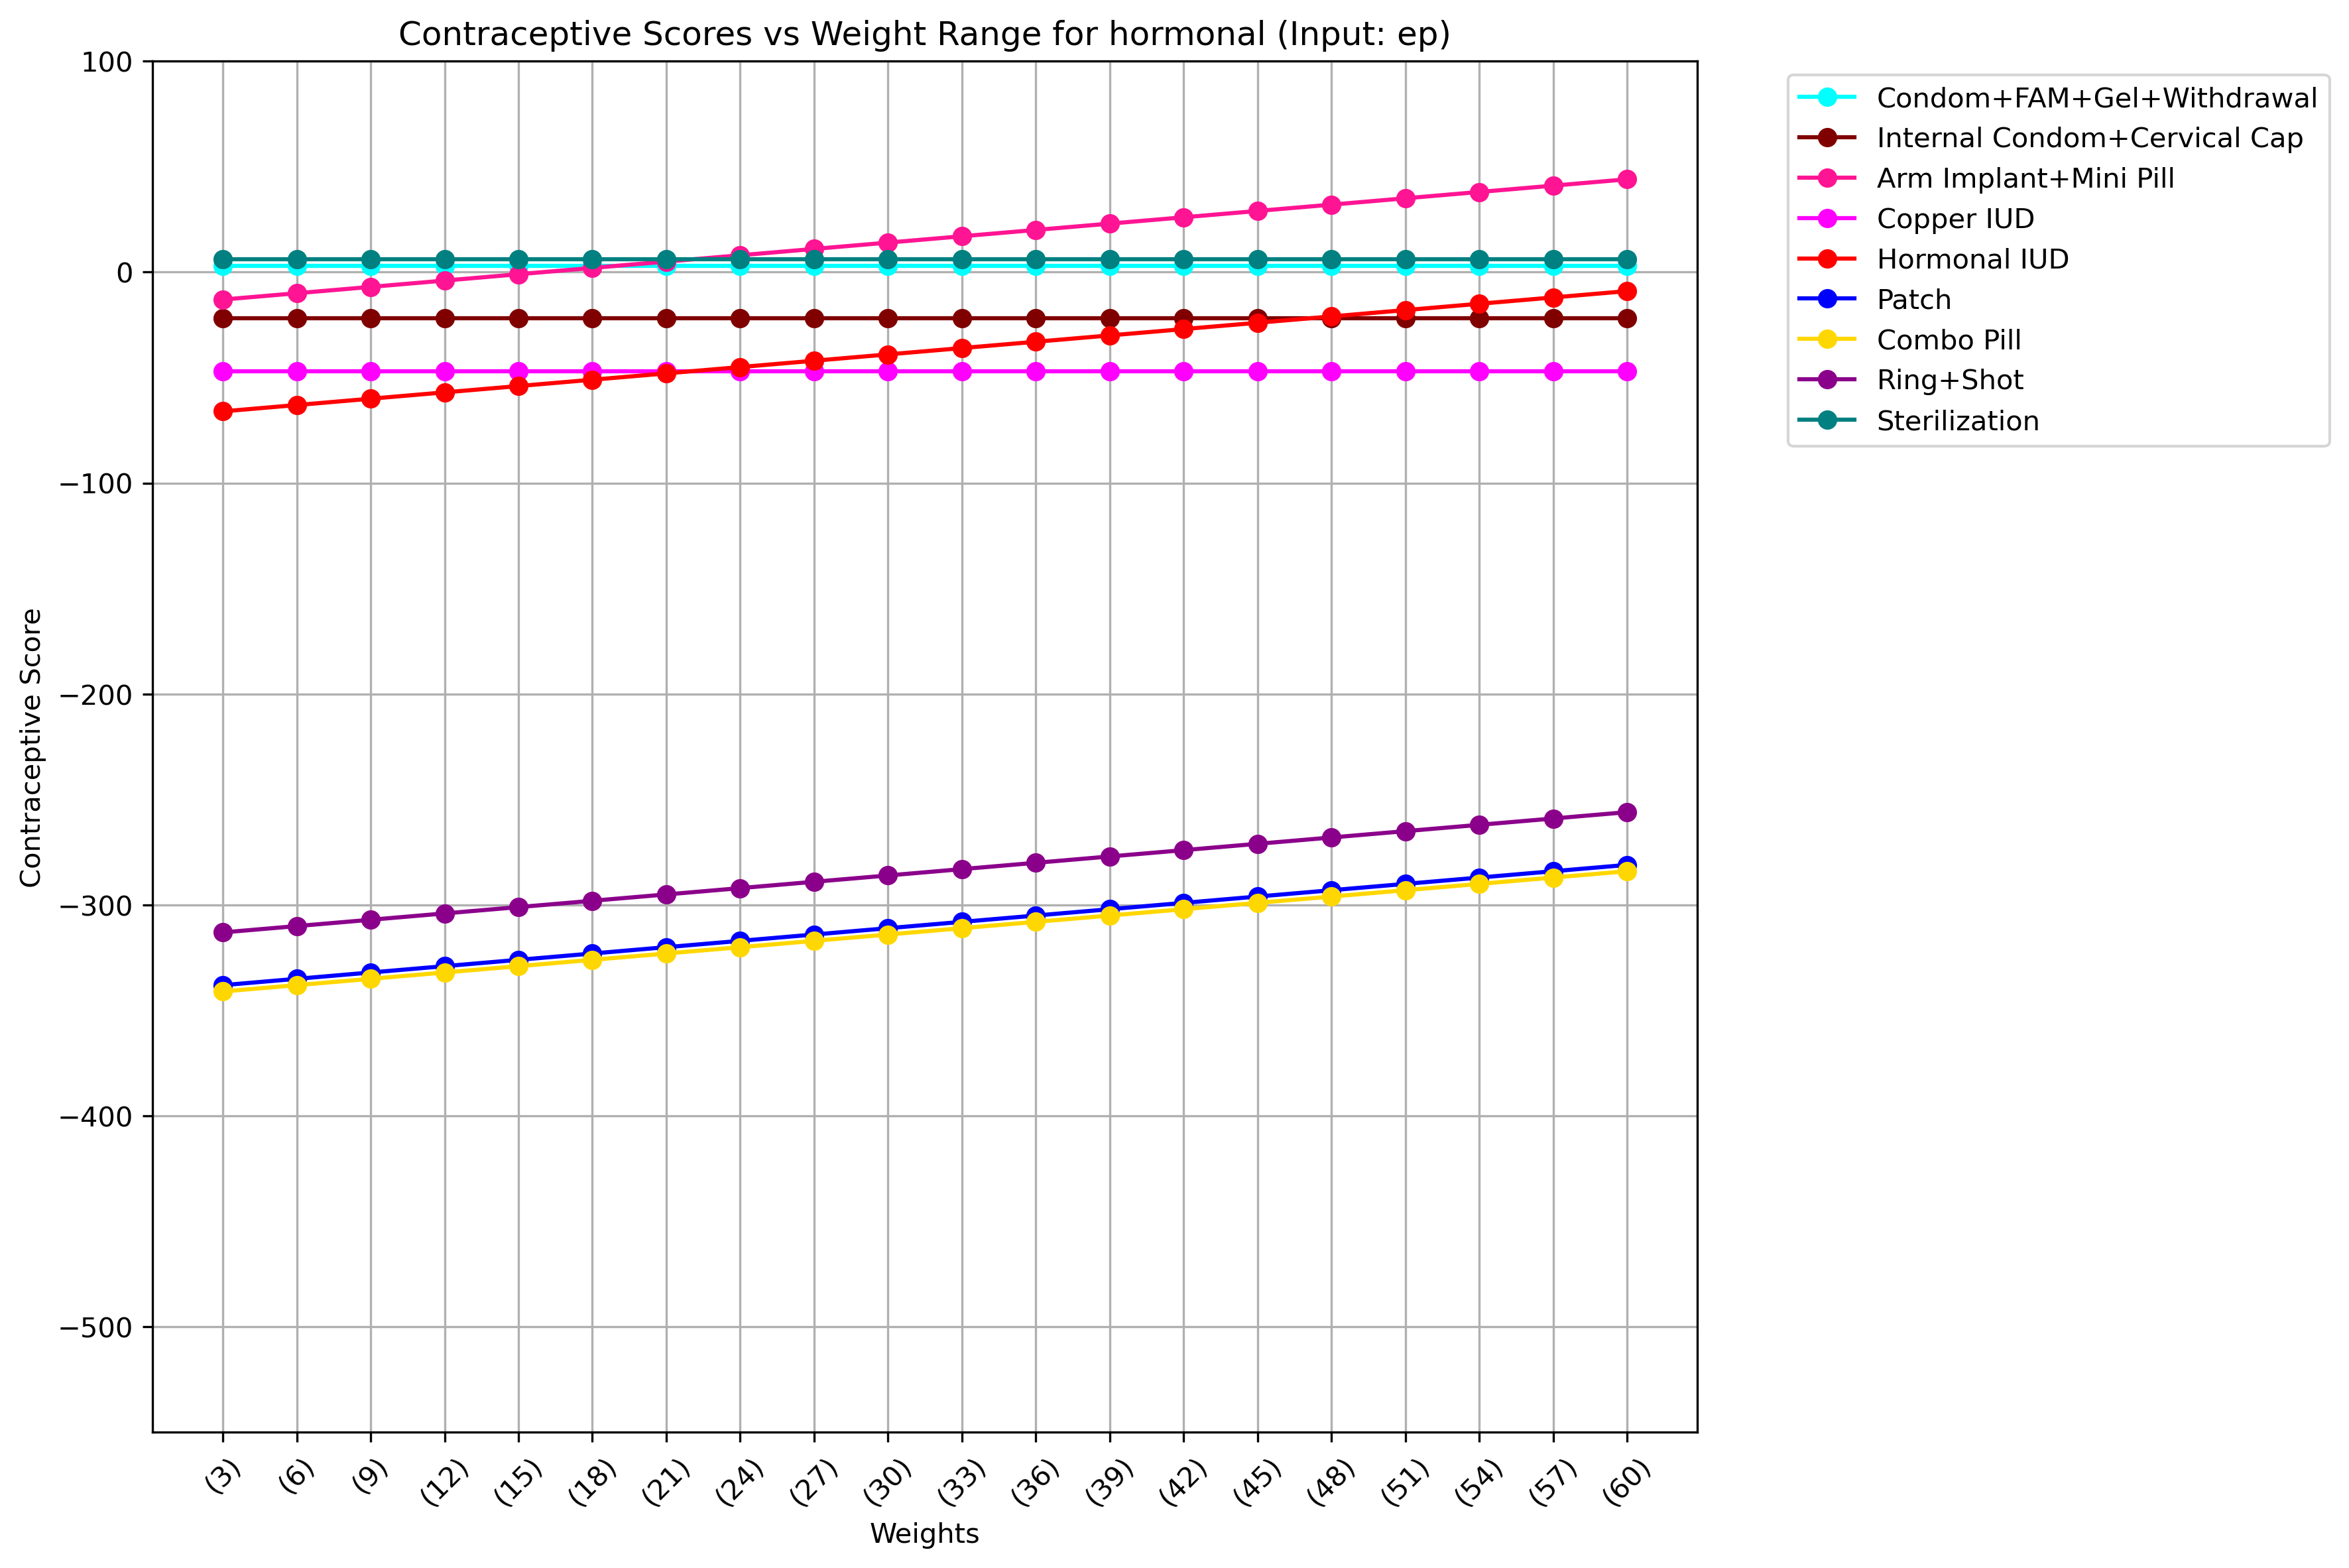 Contraceptive Scores vs Weight Range for hormonal (Input: ep)
100
0
−100
−200
−300
−400
−500
Contraceptive Score
(3)
(6)
(9)
(12)
(15)
(18)
(21)
(24)
(27)
(30)
(33)
(36)
(39)
(42)
(45)
(48)
(51)
(54)
(57)
(60)
Weights
Condom+FAM+Gel+Withdrawal
Internal Condom+Cervical Cap
Arm Implant+Mini Pill
Copper IUD
Hormonal IUD
Patch
Combo Pill
Ring+Shot
Sterilization